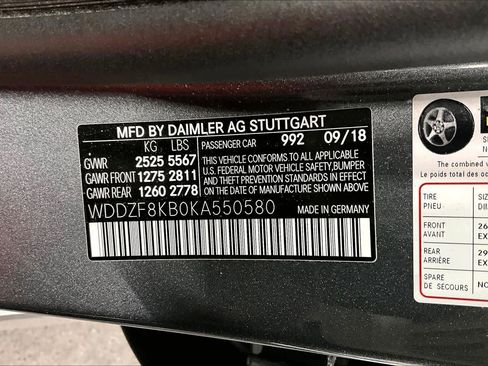 MFD BY DAIMLER AG STUTTGART
KG LBS
PASSENGER CAR 992 09/18
GVWR 2525 5567
GAWR FRONT 1275 2811
GAWR REAR 1260 2778
THIS VEHICLE CONFORMS TO ALL APPLICABLE
U.S. FEDERAL MOTOR VEHICLE SAFETY, BUMPER
AND THEFT PREVENTION STANDARDS IN EFFECT
ON THE DATE OF MANUFACTURE SHOWN ABOVE.
WDDZF8KB0KA550580
MADE IN GERMANY
The combined
Le poids total des oc
TIRE
PNEU
FRONT
AVANT
REAR
ARRIÈRE
SPARE
DE SECOURS